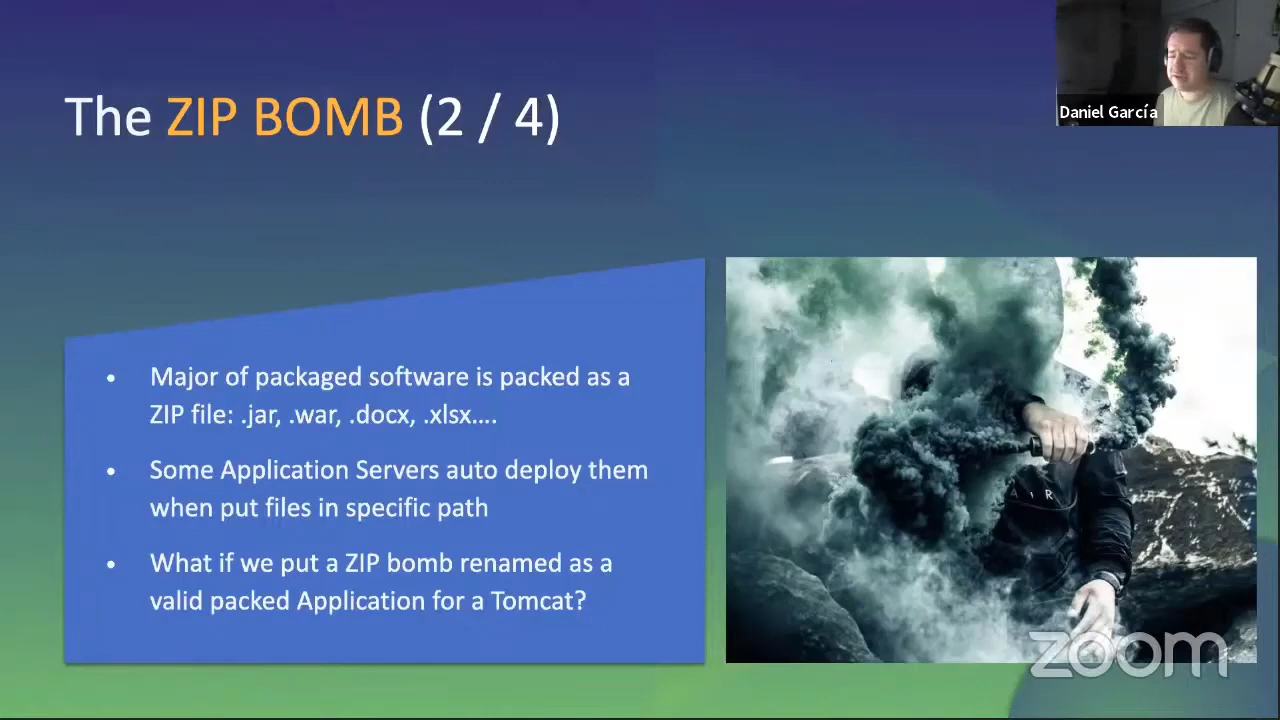 The ZIP BOMB (2 / 4)
Daniel García
Major of packaged software is packed as a
ZIP file: .jar, .war, .docx, .xlsx....
Some Application Servers auto deploy them
when put files in specific path
What if we put a ZIP bomb renamed as a
valid packed Application for a Tomcat?
A I R
zoom